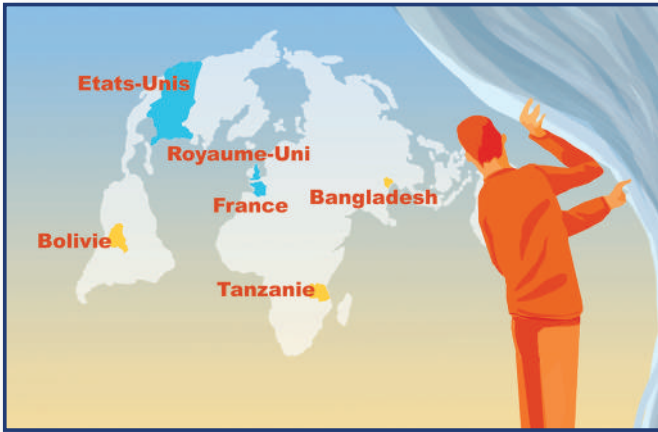 Etats-Unis
Royaume-Uni
France
Bangladesh
Bolivie
Tanzanie